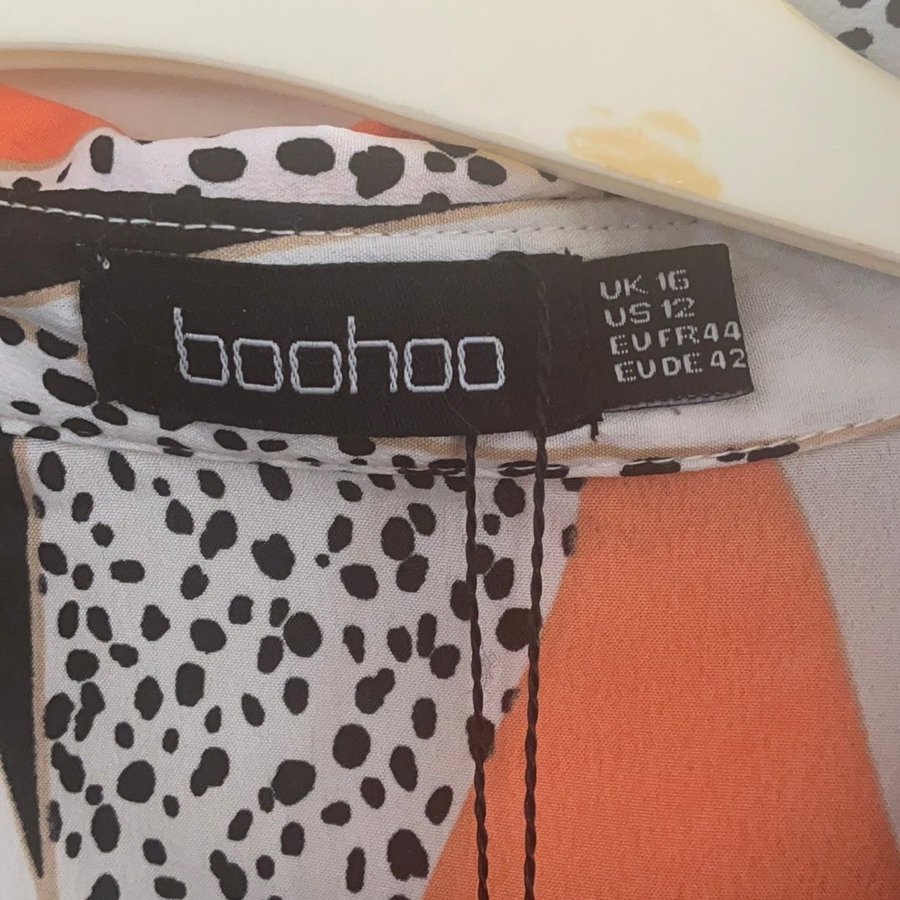 boohoo
UK 16
US 12
EU FR 44
EU DE 42